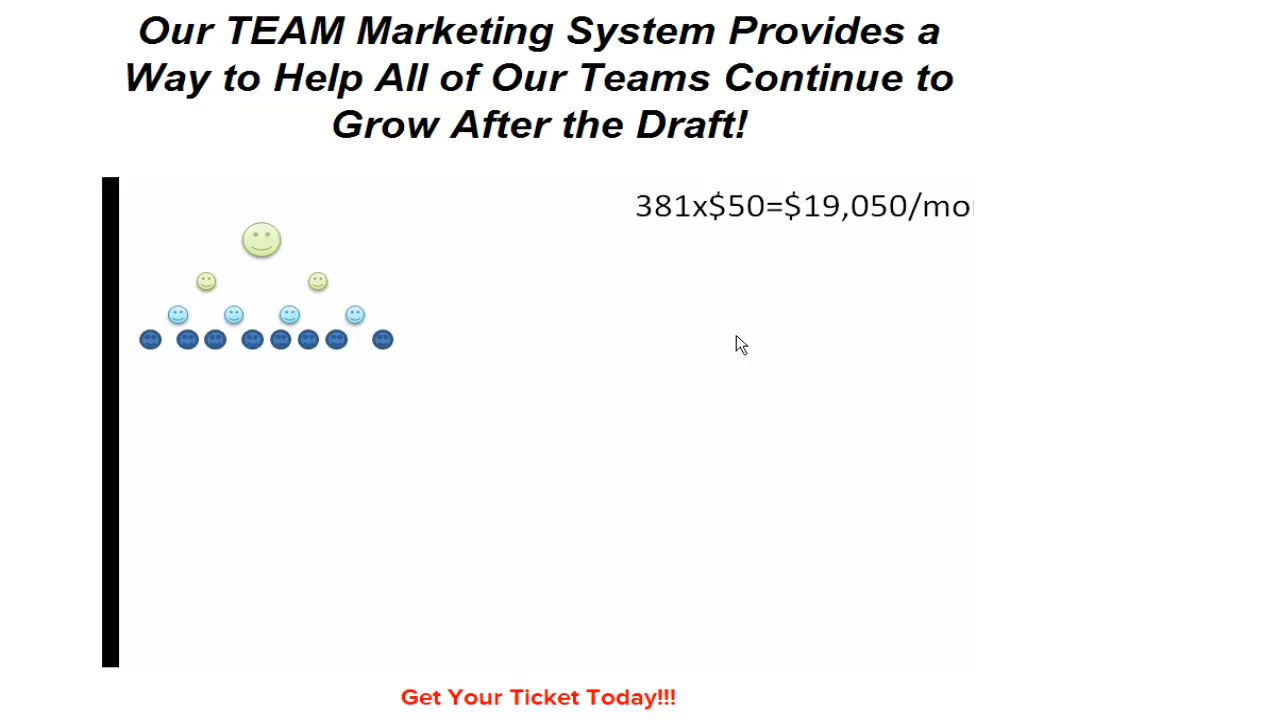 Our TEAM Marketing System Provides a
Way to Help All of Our Teams Continue to
Grow After the Draft!
381x$50=$19,050/mo
Get Your Ticket Today!!!